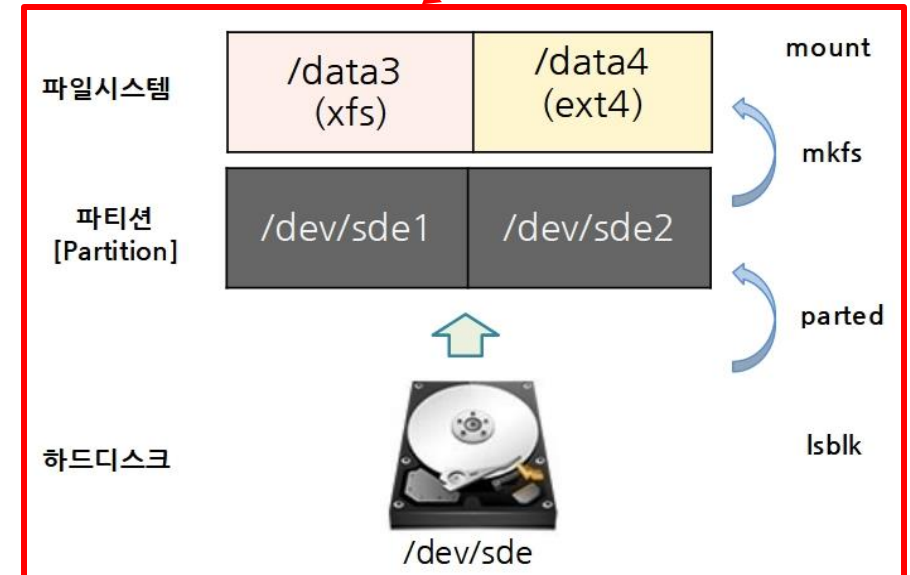 파일시스템
/data3
(xfs)
/data4
(ext4)
mount
mkfs
파티션
[Partition]
/dev/sde1
/dev/sde2
parted
하드디스크
lsblk
/dev/sde